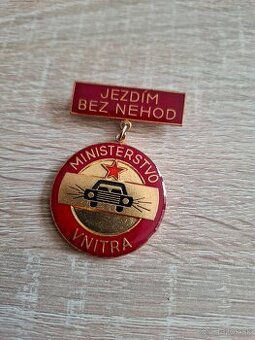 JEZDÍM
BEZ NEHOD
MINISTERSTVO
VNITRA